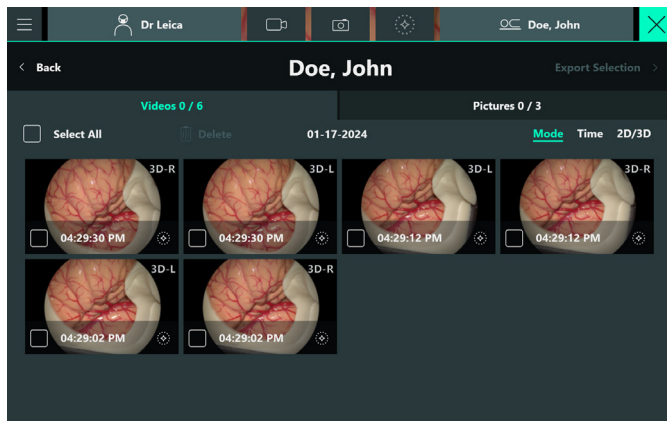 Dr Leica
Doe, John
Back
Doe, John
Export Selection
Videos 0 / 6
Pictures 0 / 3
Select All
Delete
01-17-2024
Mode Time 2D/3D
3D-R
04:29:30 PM
3D-L
04:29:30 PM
3D-L
04:29:12 PM
3D-R
04:29:12 PM
3D-L
04:29:02 PM
3D-R
04:29:02 PM